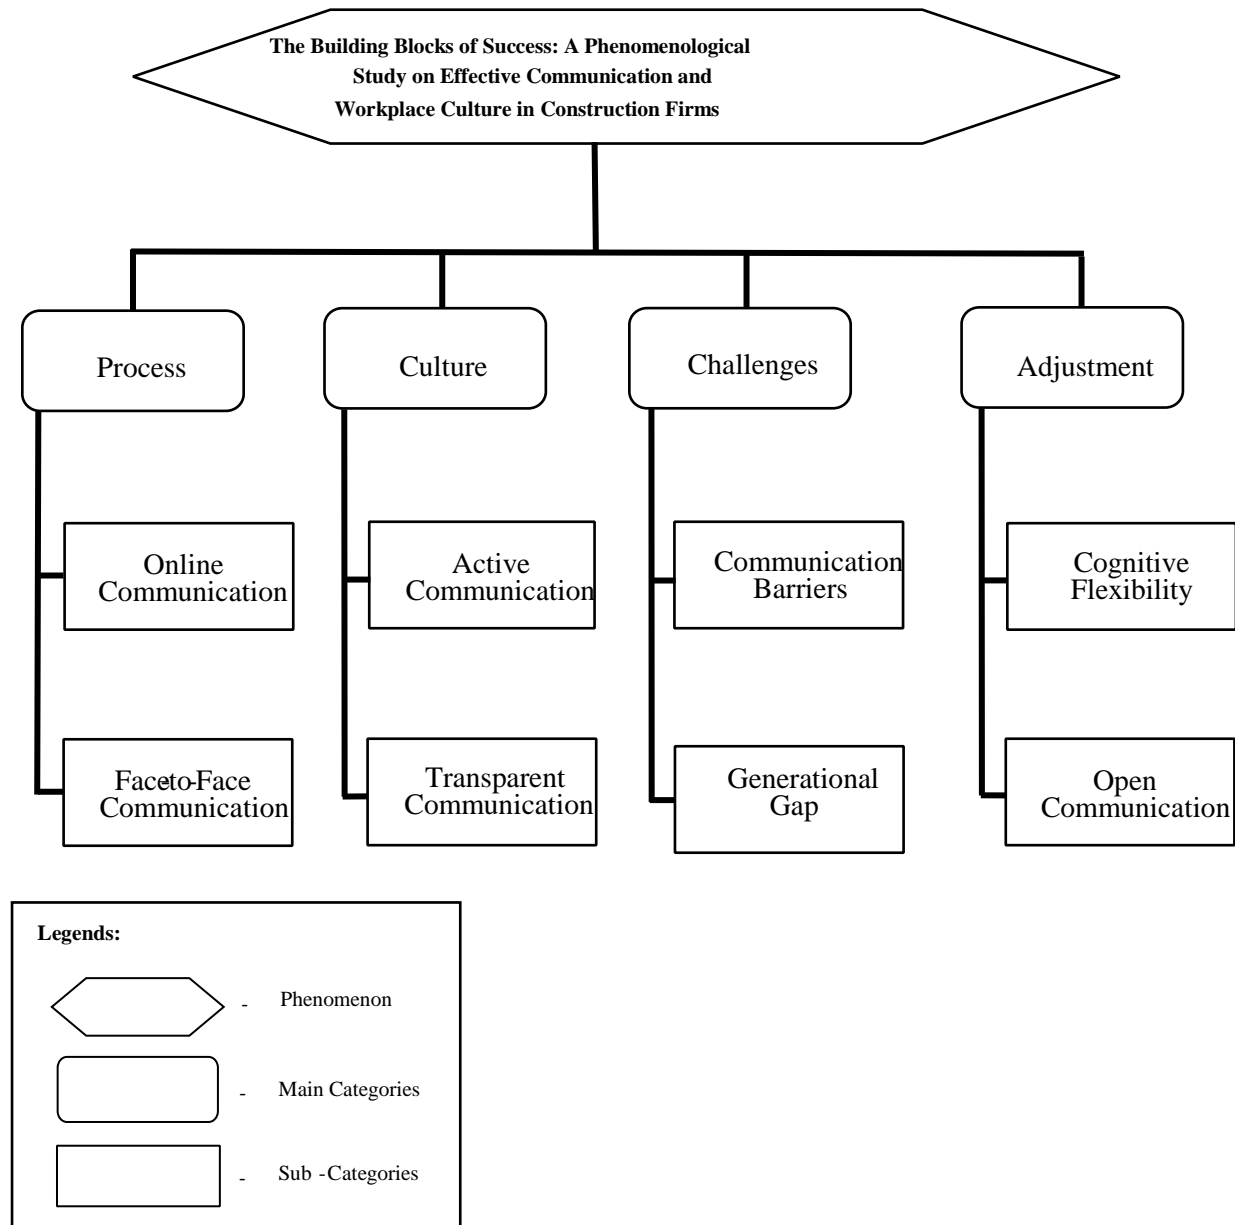 The Building Blocks of Success: A Phenomenological
Study on Effective Communication and
Workplace Culture in Construction Firms
Process
Culture
Challenges
Adjustment
Online
Communication
Active
Communication
Communication
Barriers
Cognitive
Flexibility
Face-to-Face
Communication
Transparent
Communication
Generational
Gap
Open
Communication
Legends:
- Phenomenon
- Main Categories
- Sub -Categories